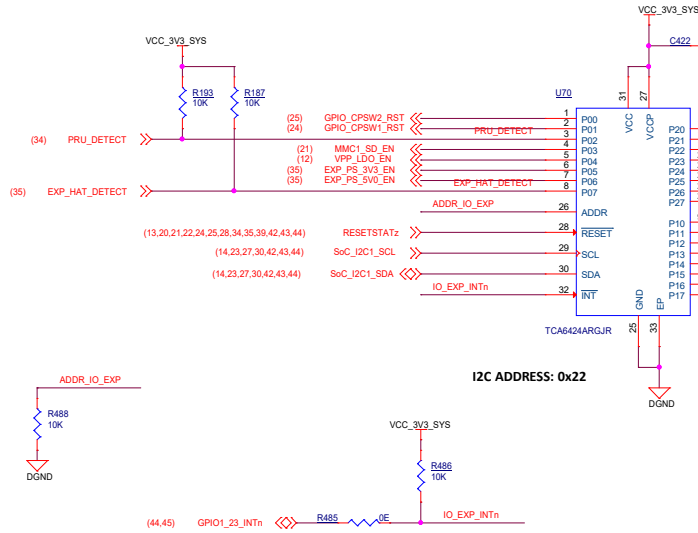 VCC_3V3_SYS
C422
VCC_3V3_SYS
R193
10K
R187
10K
U70
31
27
VCC
VCCP
(25) GPIO_CPSW2_RST 1 P00 P20
(24) GPIO_CPSW1_RST 2 P01 P21
(34) PRU_DETECT PRU_DETECT 3 P02 P22
(21) MMC1_SD_EN 4 P03 P23
(12) VPP_LDO_EN 5 P04 P24
(35) EXP_PS_3V3_EN 6 P05 P25
(35) EXP_PS_5V0_EN 7 P06 P26
(35) EXP_HAT_DETECT EXP_HAT_DETECT 8 P07 P27
ADDR_IO_EXP 26 ADDR P10
P11
(13,20,21,22,24,25,28,34,35,39,42,43,44) RESETSTATz 28 RESET P12
P13
(14,23,27,30,42,43,44) SoC_I2C1_SCL 29 SCL P14
P15
(14,23,27,30,42,43,44) SoC_I2C1_SDA 30 SDA P16
IO_EXP_INTn 32 INT P17
GND
EP
25
33
TCA6424ARGJR
I2C ADDRESS: 0x22
DGND
ADDR_IO_EXP
R488
10K
DGND
VCC_3V3_SYS
R486
10K
(44,45) GPIO1_23_INTn R485 0E IO_EXP_INTn